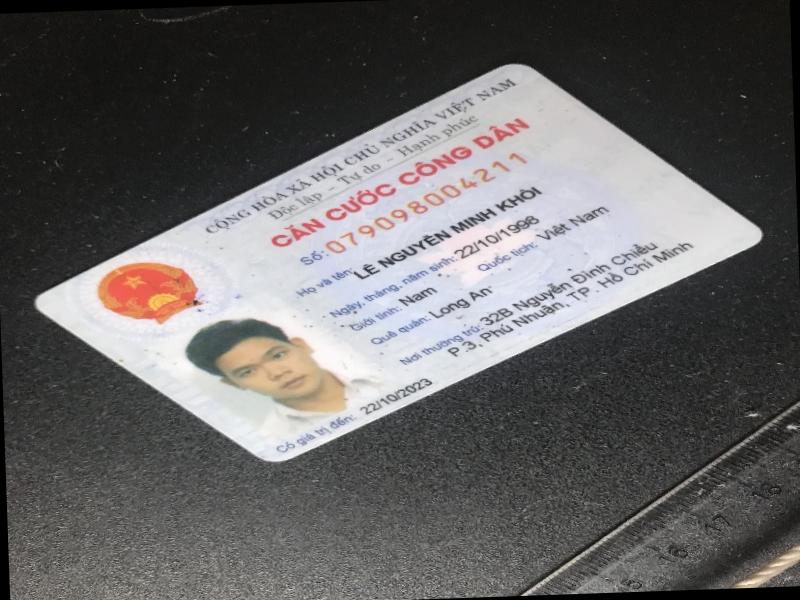 CỘNG HÒA XÃ HỘI CHỦ NGHĨA VIỆT NAM
Độc lập - Tự do - Hạnh phúc
CĂN CƯỚC CÔNG DÂN
Số: 079098004211
Họ và tên: LÊ NGUYÊN MINH KHÔI
Ngày, tháng, năm sinh: 22/10/1998
Giới tính: Nam Quốc tịch: Việt Nam
Quê quán: Long An
Nơi thường trú: 32B Nguyễn Đình Chiểu
P.3, Phú Nhuận, TP. Hồ Chí Minh
Có giá trị đến: 22/10/2023
15 16 17 18